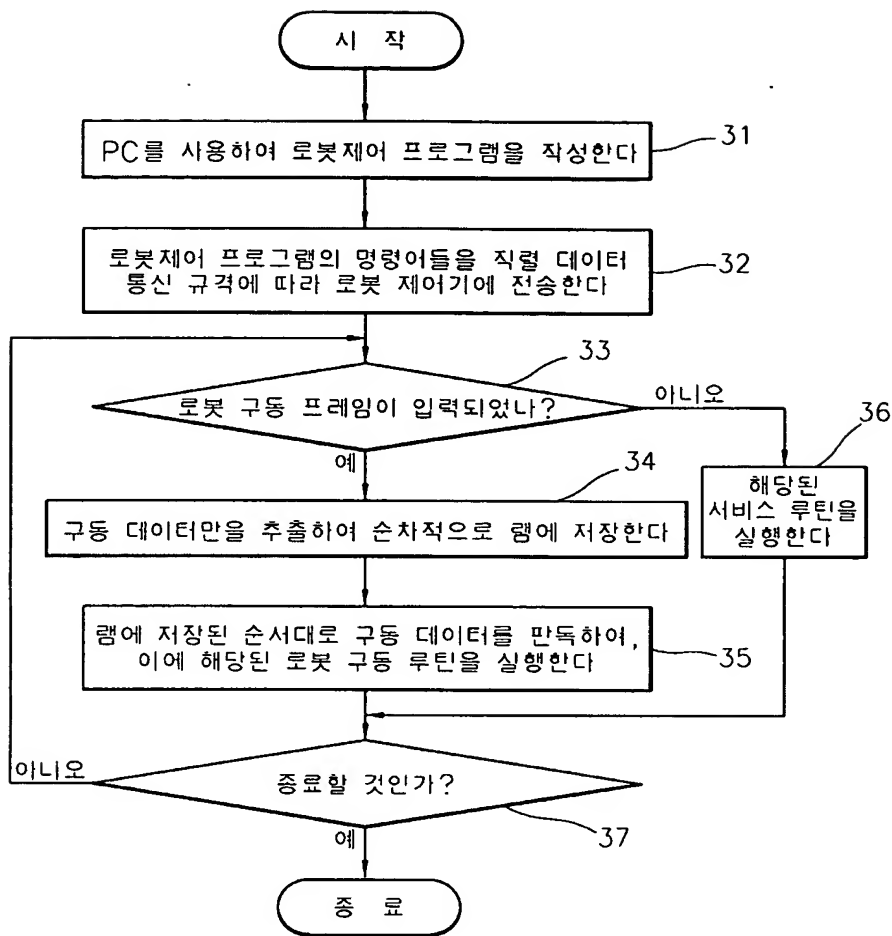 시 작
PC를 사용하여 로봇제어 프로그램을 작성한다
31
로봇제어 프로그램의 명령어들을 직렬 데이터
통신 규격에 따라 로봇 제어기에 전송한다
32
33
로봇 구동 프레임이 입력되었나?
아니오
예
34
36
구동 데이터만을 추출하여 순차적으로 램에 저장한다
해당된
서비스 루틴을
실행한다
램에 저장된 순서대로 구동 데이터를 판독하여,
이에 해당된 로봇 구동 루틴을 실행한다
35
아니오
종료할 것인가?
37
예
종 료